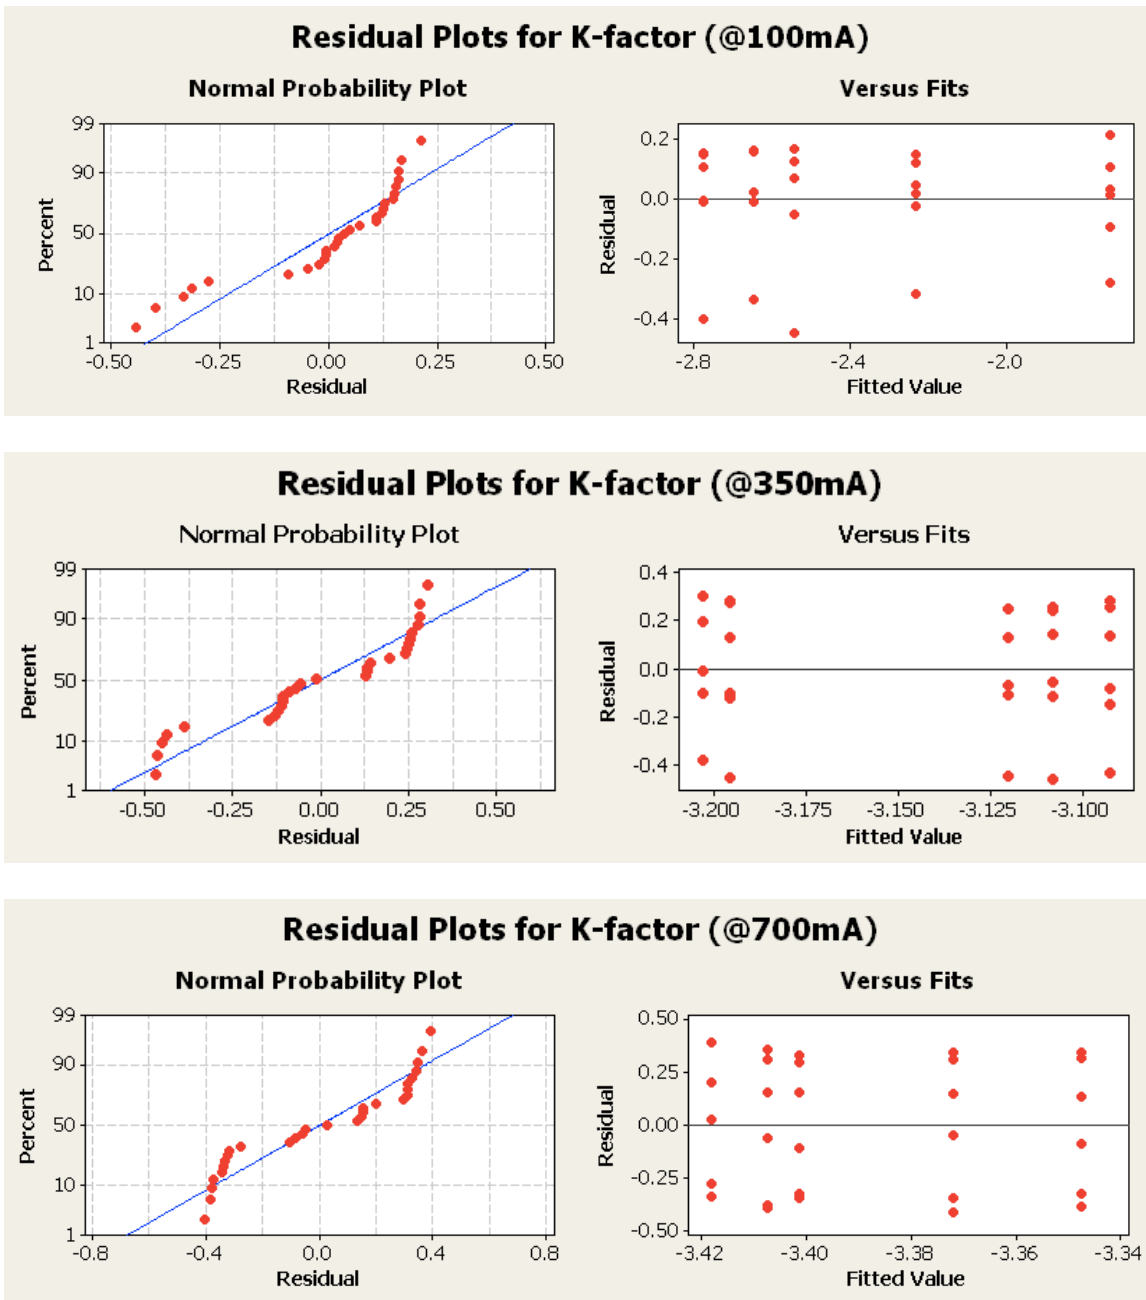 Residual Plots for K-factor (@100mA)
Normal Probability Plot
Versus Fits
99
90
50
10
1
Percent
-0.50
-0.25
0.00
0.25
0.50
Residual
0.2
0.0
-0.2
-0.4
Residual
-2.8
-2.4
-2.0
Fitted Value
Residual Plots for K-factor (@350mA)
Normal Probability Plot
Versus Fits
99
90
50
10
1
Percent
-0.50
-0.25
0.00
0.25
0.50
Residual
0.4
0.2
0.0
-0.2
-0.4
Residual
-3.200
-3.175
-3.150
-3.125
-3.100
Fitted Value
Residual Plots for K-factor (@700mA)
Normal Probability Plot
Versus Fits
99
90
50
10
1
Percent
-0.8
-0.4
0.0
0.4
0.8
Residual
0.50
0.25
0.00
-0.25
-0.50
Residual
-3.42
-3.40
-3.38
-3.36
-3.34
Fitted Value